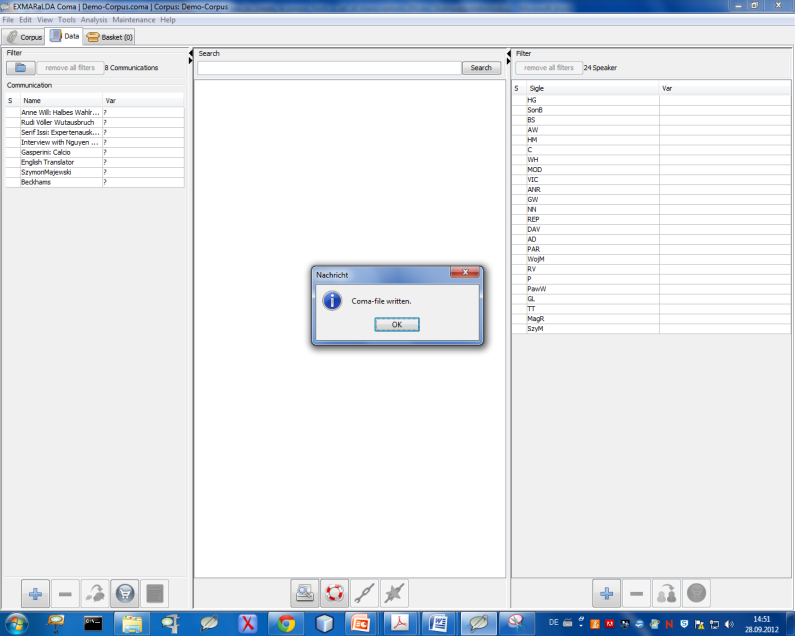 EXMARaLDA Coma | Demo-Corpus.coma | Corpus: Demo-Corpus
File Edit View Tools Analysis Maintenance Help
Corpus Data Basket (0)
Filter
remove all filters 8 Communications
Communication
S Name Var
Anne Will: Halbes Wahlr... ?
Rudi Völler Wutausbruch ?
Serif Issi: Expertenausk... ?
Interview with Nguyen ... ?
Gasperini: Calcio ?
English Translator ?
SzymonMajewski ?
Beckhams ?
Search
Search
Nachricht
Coma-file written.
OK
Filter
remove all filters 24 Speaker
S Sigle Var
HG
SonB
BS
AW
HM
C
WH
MOD
VIC
ANR
GW
NN
REP
DAV
AD
PAR
WojM
RV
P
PawW
GL
TT
MagR
SzyM
DE
14:51
28.09.2012